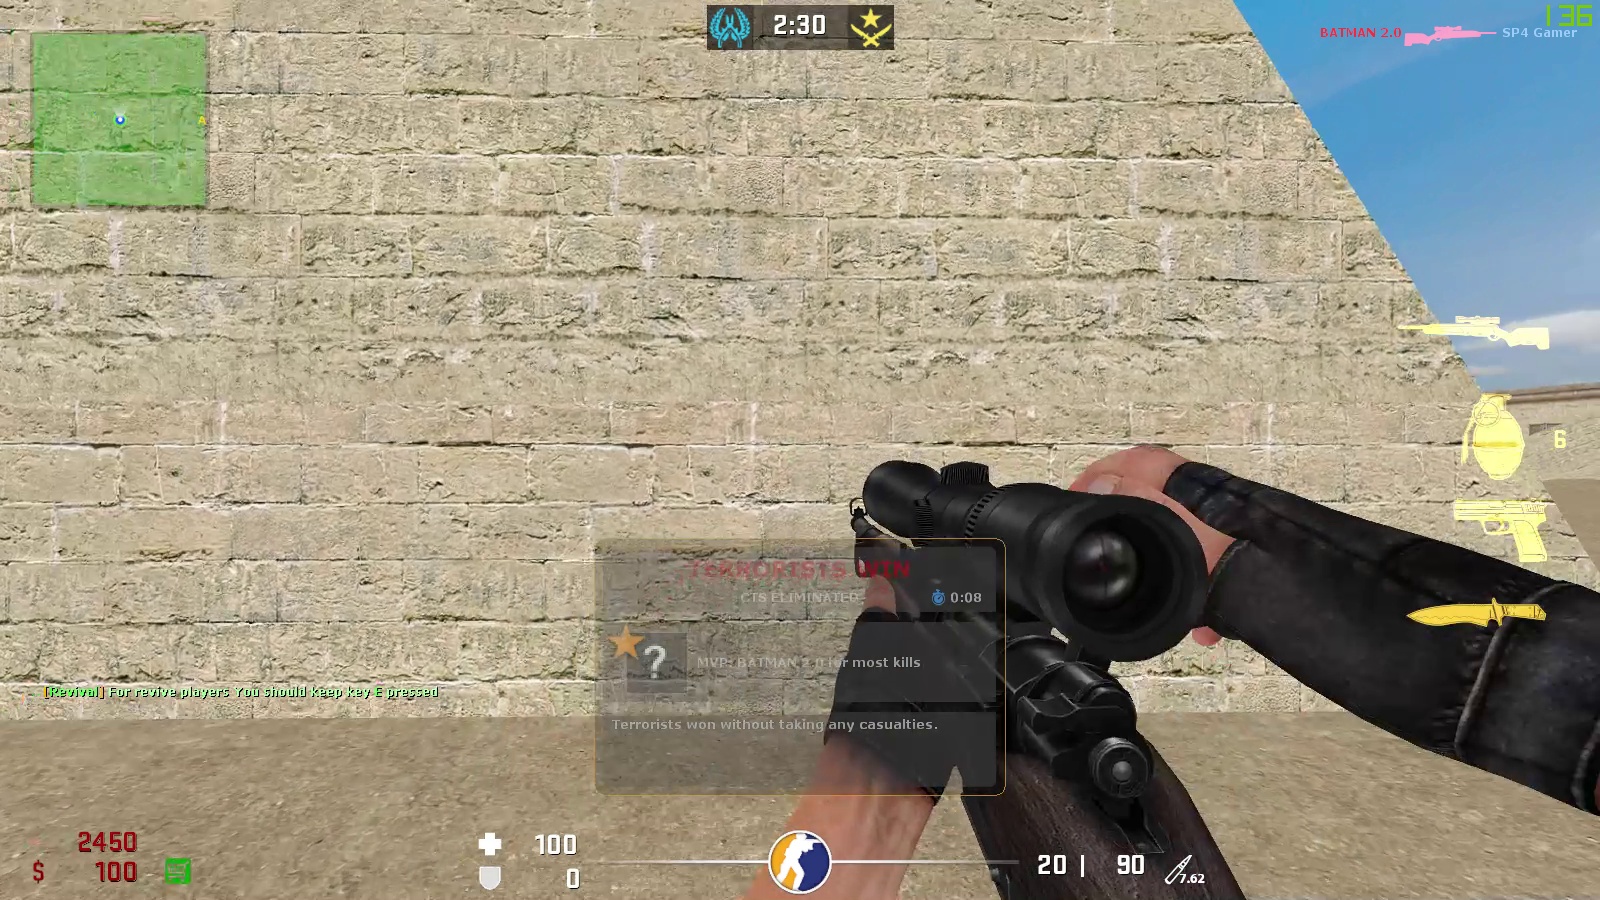 2:30
136
BATMAN 2.0 SP4 Gamer
A
6
TERRORISTS WIN
CTS ELIMINATED
0:08
?
MVP: BATMAN 2.0 for most kills
[Revival] For revive players You should keep key E pressed
Terrorists won without taking any casualties.
2450
$ 100
100
0
20 | 90
7.62